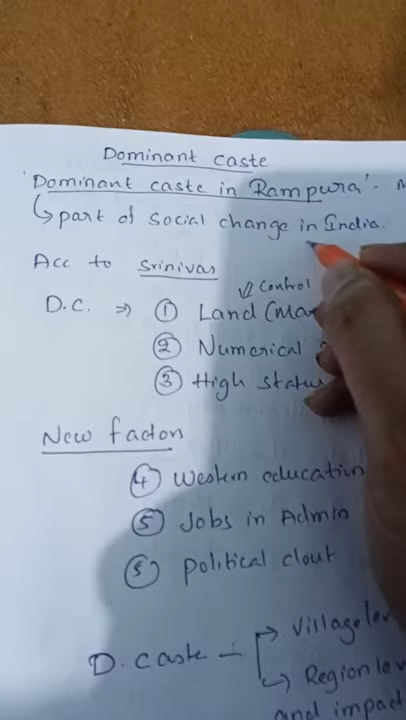 Dominant caste
'Dominant caste in Rampura' -
↳ part of social change in India.
Acc to Srinivas
↓↓ Control
D.C. ⇒ ① Land
② Numerical
③ High status
New factors
④ Western education
⑤ Jobs in Admin
⑤ political clout
D. caste – → Village
→ Region
and impact